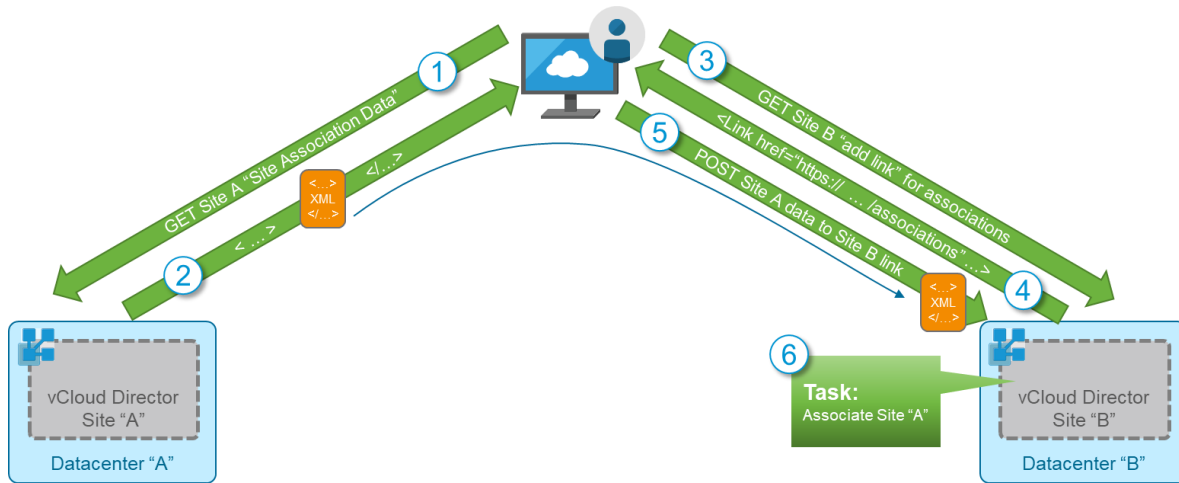 1
GET Site A “Site Association Data”
2
< ... >
<...>
XML
</...>
</...>
3
GET Site B “add link” for associations
<Link href=“https:// ... /associations”...>
4
5
POST Site A data to Site B link
<...>
XML
</...>
6
Task:
Associate Site “A”
vCloud Director
Site “A”
Datacenter “A”
vCloud Director
Site “B”
Datacenter “B”